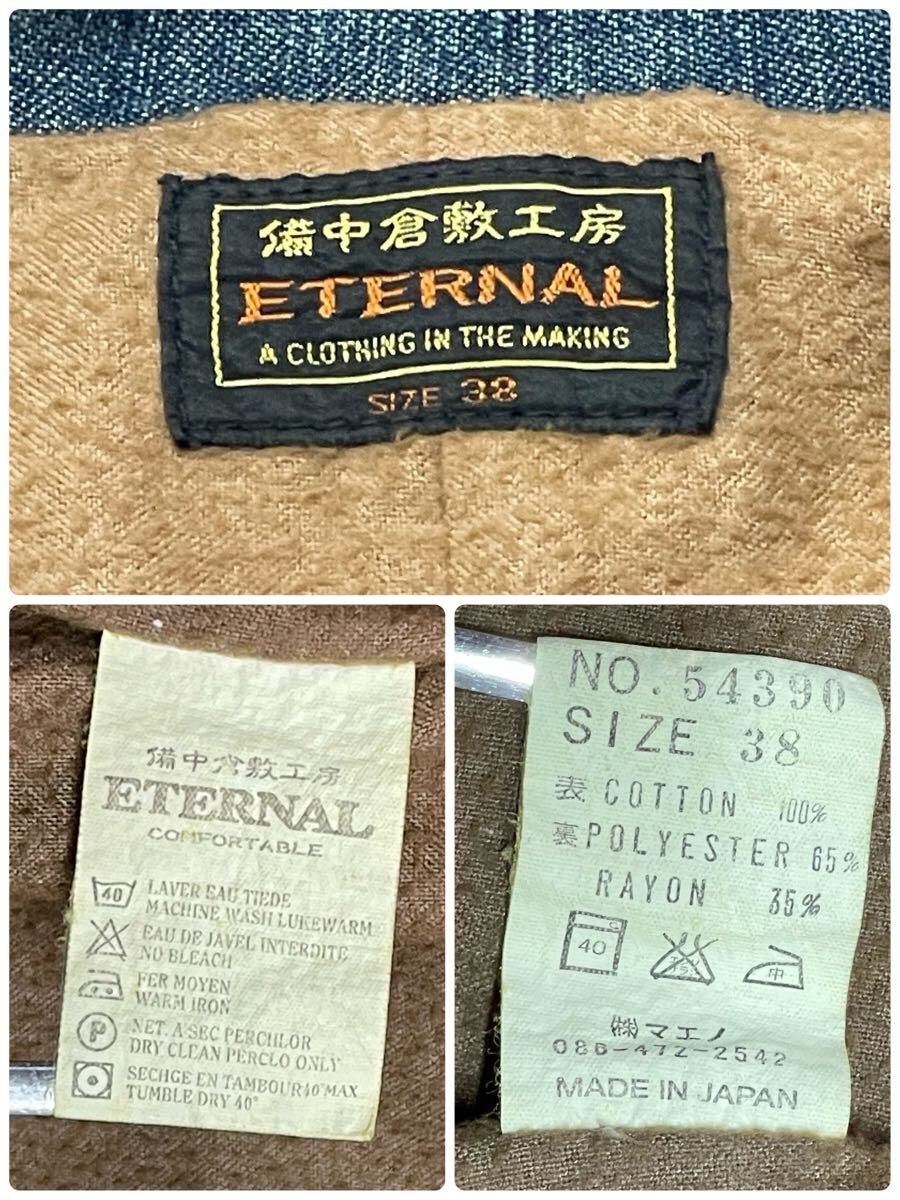 備中倉敷工房
ETERNAL
A CLOTHING IN THE MAKING
SIZE 38
備中倉敷工房
ETERNAL
COMFORTABLE
40
LAVER EAU TIEDE
MACHINE WASH LUKEWARM
EAU DE JAVEL INTERDITE
NO BLEACH
FER MOYEN
WARM IRON
P
NET. A SEC PERCHLOR
DRY CLEAN PERCLO ONLY
SECHGE EN TAMBOUR 40° MAX
TUMBLE DRY 40°
NO. 54390
SIZE 38
表 COTTON 100%
裏 POLYESTER 65%
RAYON 35%
40
中
㈱マエノ
086-472-2542
MADE IN JAPAN